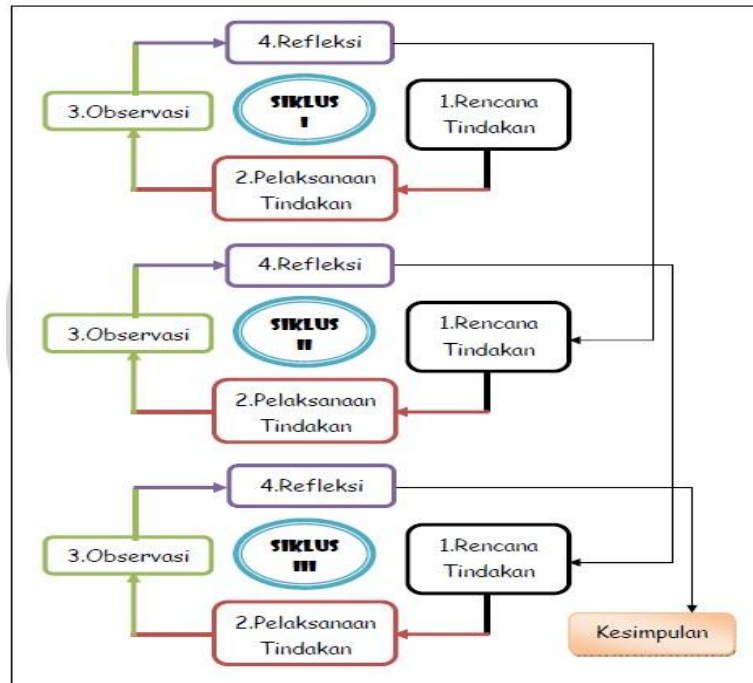 4.Refleksi
SIKLUS
I
1.Rencana
Tindakan
3.Observasi
2.Pelaksanaan
Tindakan
4.Refleksi
SIKLUS
II
1.Rencana
Tindakan
3.Observasi
2.Pelaksanaan
Tindakan
4.Refleksi
SIKLUS
III
1.Rencana
Tindakan
3.Observasi
2.Pelaksanaan
Tindakan
Kesimpulan